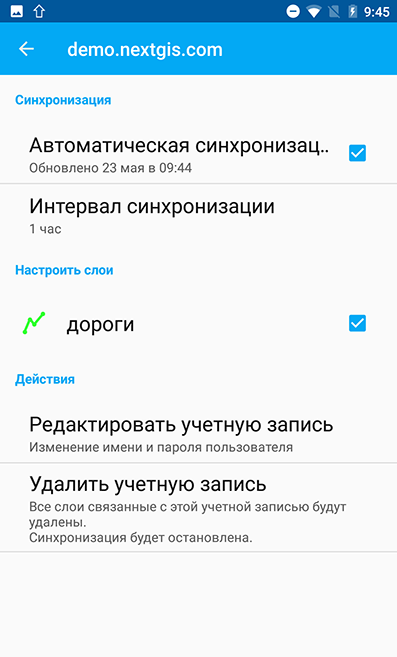 9:45
demo.nextgis.com
Синхронизация
Автоматическая синхронизац..
Обновлено 23 мая в 09:44
Интервал синхронизации
1 час
Настроить слои
дороги
Действия
Редактировать учетную запись
Изменение имени и пароля пользователя
Удалить учетную запись
Все слои связанные с этой учетной записью будут
удалены.
Синхронизация будет остановлена.